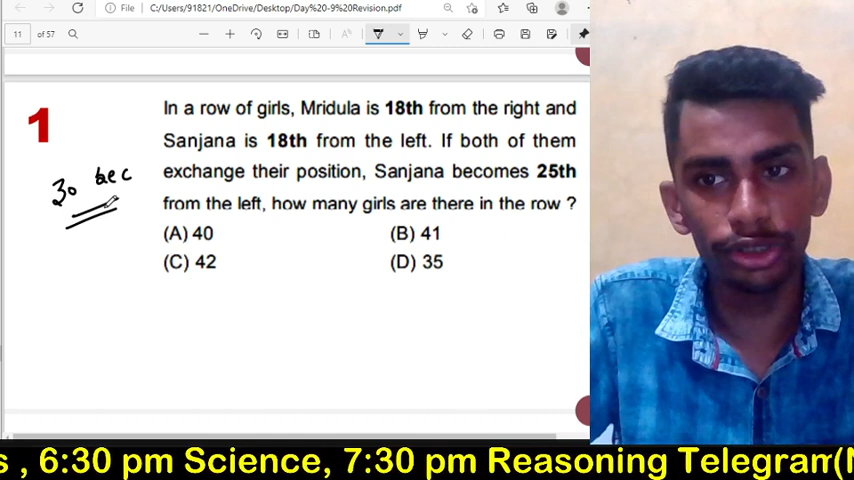 File
C:/Users/91821/OneDrive/Desktop/Day%20-9%20Revision.pdf
11 of 57
1
30 sec
In a row of girls, Mridula is 18th from the right and
Sanjana is 18th from the left. If both of them
exchange their position, Sanjana becomes 25th
from the left, how many girls are there in the row ?
(A) 40 (B) 41
(C) 42 (D) 35
s , 6:30 pm Science, 7:30 pm Reasoning Telegram(